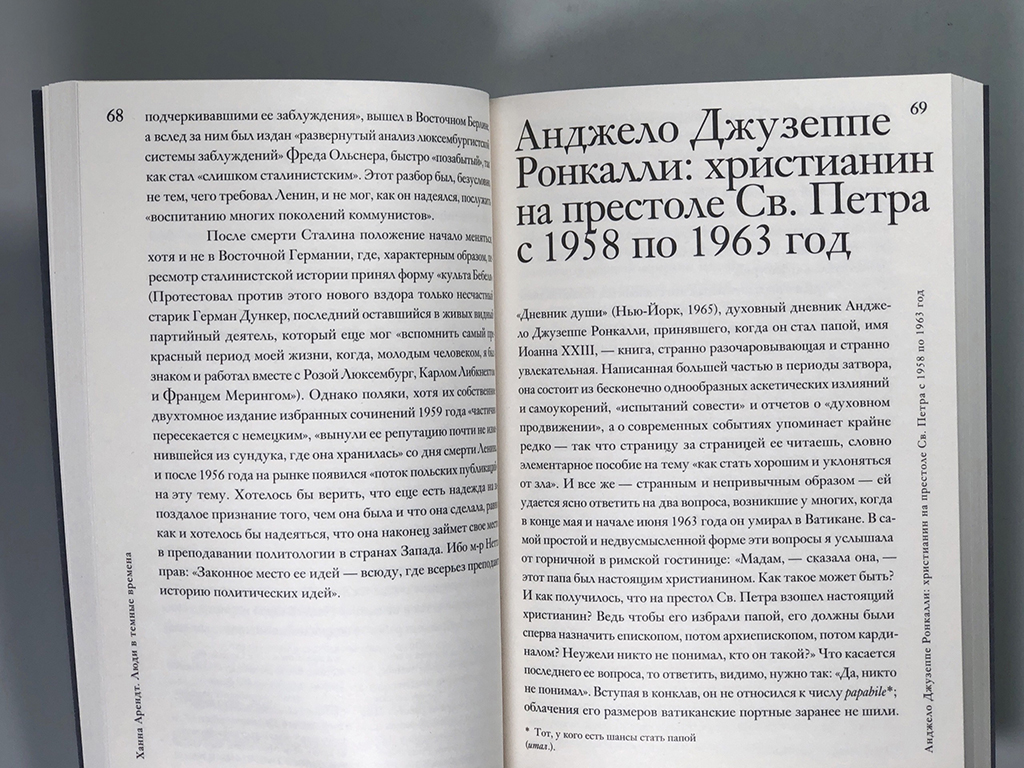 68
подчеркивавшими ее заблуждения», вышел в Восточном Берлине,
а вслед за ним был издан «развернутый анализ люксембургистской
системы заблуждений» Фреда Ольснера, быстро «позабытый», так
как стал «слишком сталинистским». Этот разбор был, безусловно,
не тем, чего требовал Ленин, и не мог, как он надеялся, послужить
«воспитанию многих поколений коммунистов».
После смерти Сталина положение начало меняться,
хотя и не в Восточной Германии, где, характерным образом, пе-
ресмотр сталинистской истории принял форму «культа Бебеля».
(Протестовал против этого нового вздора только несчастный
старик Герман Дункер, последний оставшийся в живых видный
партийный деятель, который еще мог «вспомнить самый пре-
красный период моей жизни, когда, молодым человеком, я был
знаком и работал вместе с Розой Люксембург, Карлом Либкнехтом
и Францем Мерингом»). Однако поляки, хотя их собственное
двухтомное издание избранных сочинений 1959 года «частично
пересекается с немецким», «вынули ее репутацию почти не изме-
нившейся из сундука, где она хранилась» со дня смерти Ленина,
и после 1956 года на рынке появился «поток польских публикаций»
на эту тему. Хотелось бы верить, что еще есть надежда на за-
поздалое признание того, чем она была и что она сделала, равно
как и хотелось бы надеяться, что она наконец займет свое место
в преподавании политологии в странах Запада. Ибо м-р Неттл
прав: «Законное место ее идей — всюду, где всерьез преподают
историю политических идей».
Ханна Арендт. Люди в темные времена
69
Анджело Джузеппе
Ронкалли: христианин
на престоле Св. Петра
с 1958 по 1963 год
«Дневник души» (Нью-Йорк, 1965), духовный дневник Андже-
ло Джузеппе Ронкалли, принявшего, когда он стал папой, имя
Иоанна XXIII, — книга, странно разочаровывающая и странно
увлекательная. Написанная большей частью в периоды затвора,
она состоит из бесконечно однообразных аскетических излияний
и самоукорений, «испытаний совести» и отчетов о «духовном
продвижении», а о современных событиях упоминает крайне
редко — так что страницу за страницей ее читаешь, словно
элементарное пособие на тему «как стать хорошим и уклоняться
от зла». И все же — странным и непривычным образом — ей
удается ясно ответить на два вопроса, возникшие у многих, когда
в конце мая и начале июня 1963 года он умирал в Ватикане. В са-
мой простой и недвусмысленной форме эти вопросы я услышала
от горничной в римской гостинице: «Мадам, — сказала она, —
этот папа был настоящим христианином. Как такое может быть?
И как получилось, что на престол Св. Петра взошел настоящий
христианин? Ведь чтобы его избрали папой, его должны были
сперва назначить епископом, потом архиепископом, потом карди-
налом? Неужели никто не понимал, кто он такой?» Что касается
последнего ее вопроса, то ответить, видимо, нужно так: «Да, никто
не понимал». Вступая в конклав, он не относился к числу papabile*;
облачения его размеров ватиканские портные заранее не шили.
* Тот, у кого есть шансы стать папой
(итал.).
Анджело Джузеппе Ронкалли: христианин на престоле Св. Петра с 1958 по 1963 год